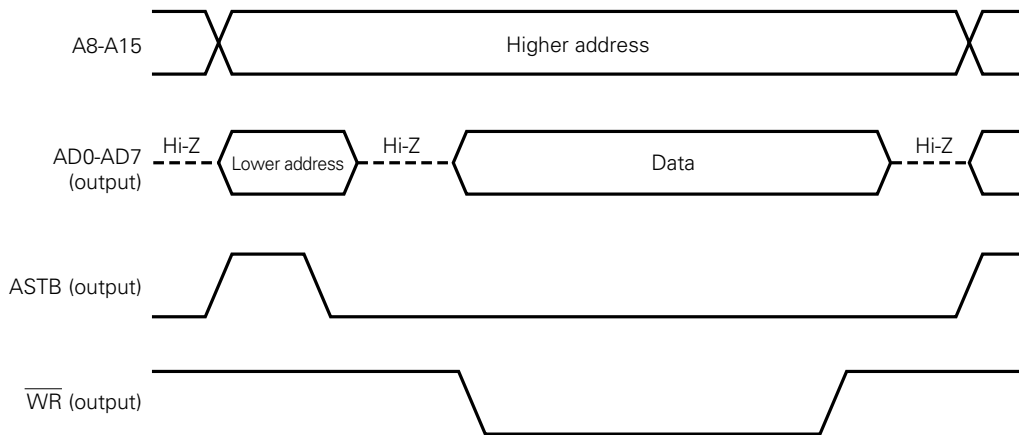 A8-A15
Higher address
AD0-AD7
(output)
Hi-Z
Lower address
Hi-Z
Data
Hi-Z
ASTB (output)
WR (output)